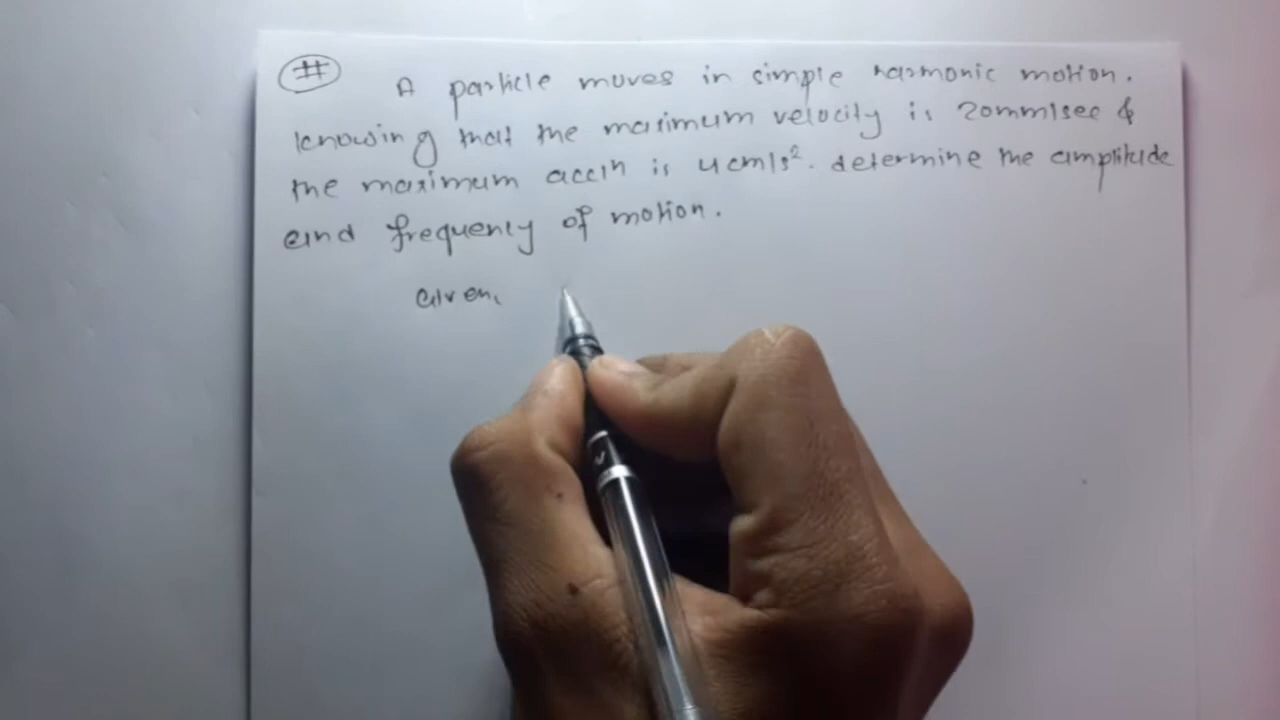 # A particle moves in simple harmonic motion.
knowing that the maximum velocity is 20mm/sec &
the maximum accln is 4cm/s². determine the amplitude
and frequency of motion.
Given,